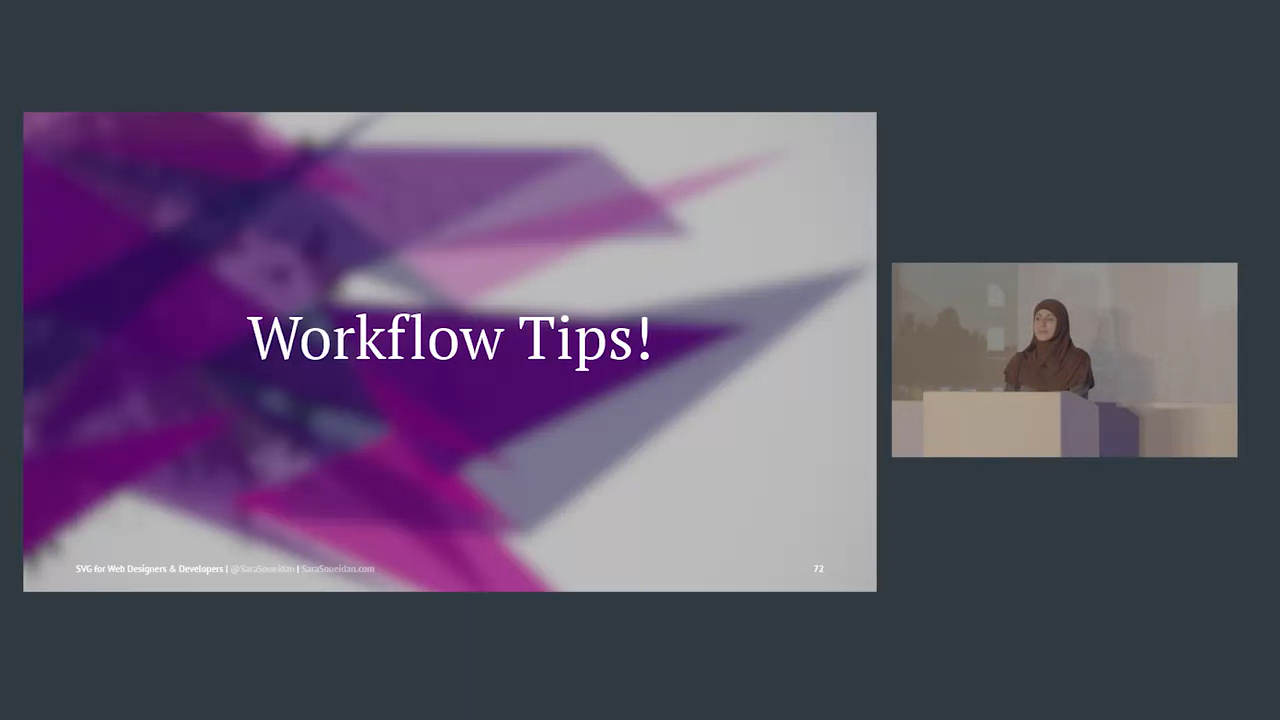 Workflow Tips!
SVG for Web Designers & Developers | @SaraSoueidan | SaraSoueidan.com
72